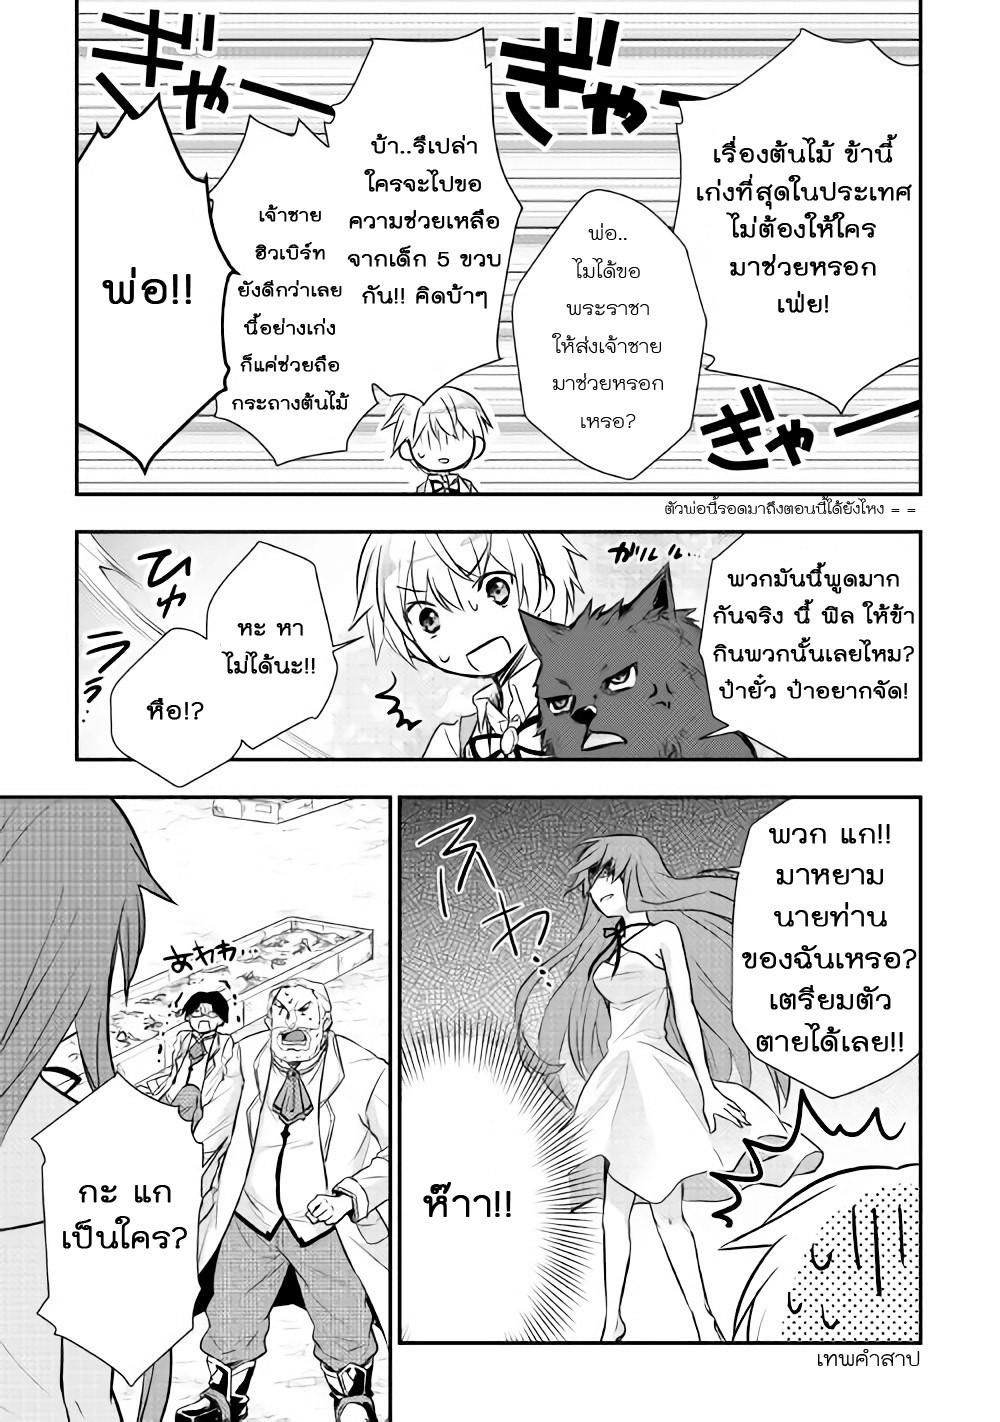 เรื่องต้นไม้ ข้านี้
เก่งที่สุดในประเทศ
ไม่ต้องให้ใคร
มาช่วยหรอก
เฟ่ย!
พ่อ..
ไมได้ขอ
พระราชา
ให้ส่งเจ้าชาย
มาช่วยหรอก
เหรอ?
บ้า..รึเปล่า
ใครจะไปขอ
ความช่วยเหลือ
จากเด็ก 5 ขวบ
กัน!! คิดบ้าๆ
เจ้าชาย
ฮิวเบิร์ท
ยังดีกว่าเลย
นี้อย่างเก่ง
ก็แค่ช่วยถือ
กระถางต้นไม้
พ่อ!!
ギャー
ギャー
ギャー
ตัวพ่อนี้รอดมาถึงตอนนี้ได้ยังไหง = =
พวกมันนี้พูดมาก
กันจริง นี้ ฟิล ให้ข้า
กินพวกนั้นเลยไหม?
ป๋ายั๋ว ป๋าอยากจัด!
ガルルル…
หะ หา
ไม่ได้นะ!!
หือ!?
ひゅ
พวก แก!!
มาหยาม
นายท่าน
ของฉันเหรอ?
เตรียมตัว
ตายได้เลย!!
ห๊าา!!
เทพคำสาป
あわわ…
กะ แก
เป็นใคร?